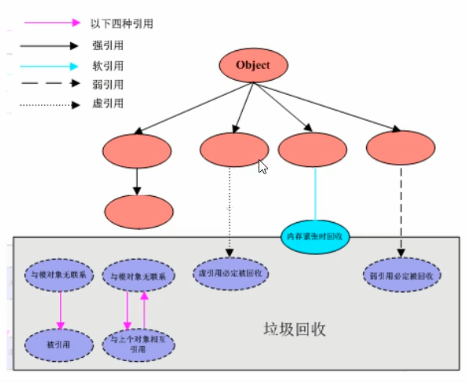 以下四种引用
强引用
软引用
弱引用
虚引用
Object
内存紧张时回收
与根对象无联系
与根对象无联系
虚引用必定被回收
弱引用必定被回收
被引用
与上个对象相互
引用
垃圾回收